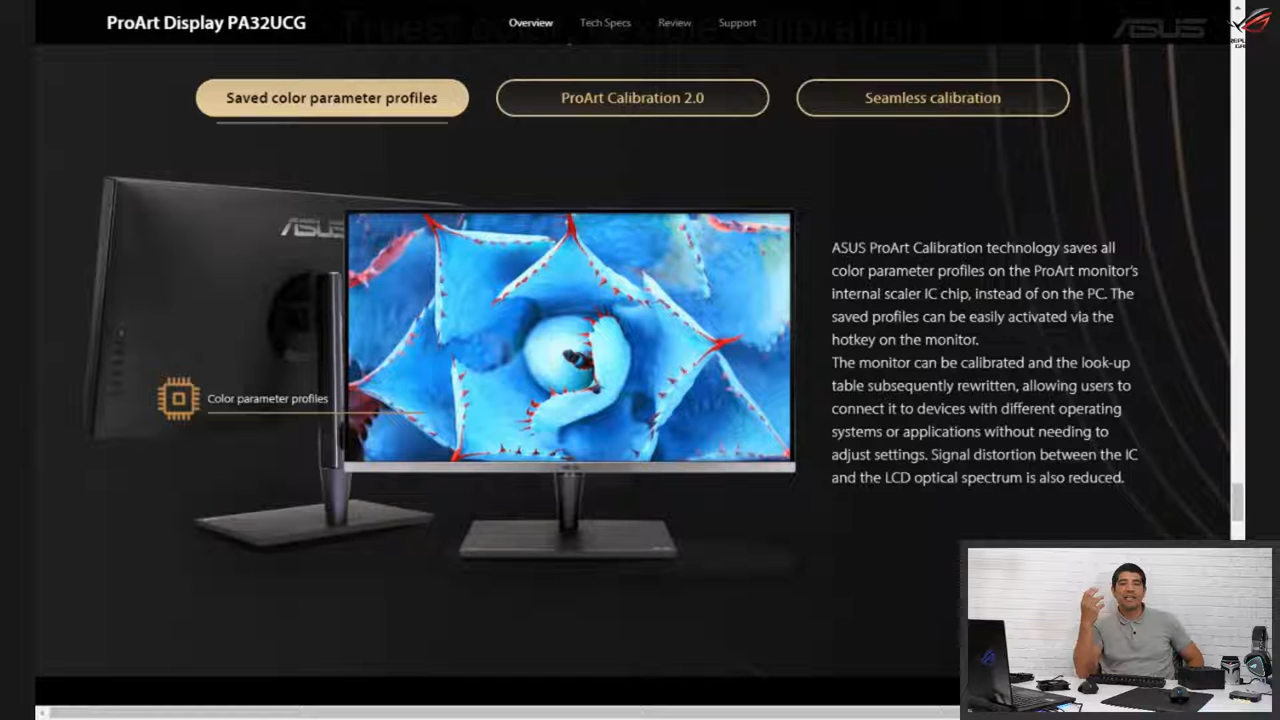 ProArt Display PA32UCG
Overview
Tech Specs
Review
Support
ASUS
Saved color parameter profiles
ProArt Calibration 2.0
Seamless calibration
ASUS
Color parameter profiles
ASUS ProArt Calibration technology saves all
color parameter profiles on the ProArt monitor's
internal scaler IC chip, instead of on the PC. The
saved profiles can be easily activated via the
hotkey on the monitor.
The monitor can be calibrated and the look-up
table subsequently rewritten, allowing users to
connect it to devices with different operating
systems or applications without needing to
adjust settings. Signal distortion between the IC
and the LCD optical spectrum is also reduced.